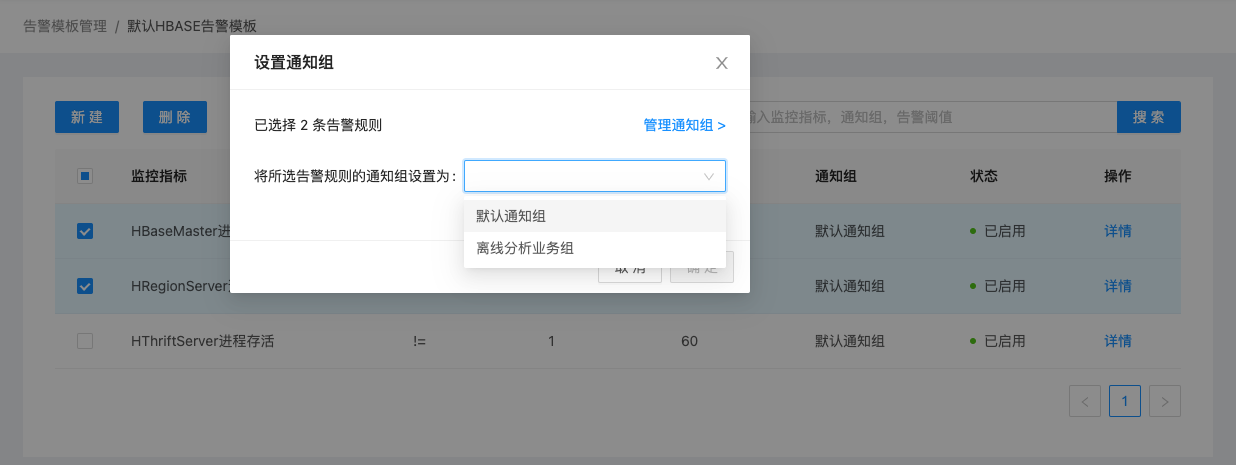 告警模板管理 / 默认HBASE告警模板
设置通知组
新 建 删 除
输入监控指标，通知组，告警阈值 搜 索
已选择 2 条告警规则 管理通知组 >
将所选告警规则的通知组设置为：
默认通知组
离线分析业务组
取 消 确 定
监控指标 通知组 状态 操作
HBaseMaster进 默认通知组 已启用 详情
HRegionServer 默认通知组 已启用 详情
HThriftServer进程存活 != 1 60 默认通知组 已启用 详情
< 1 >